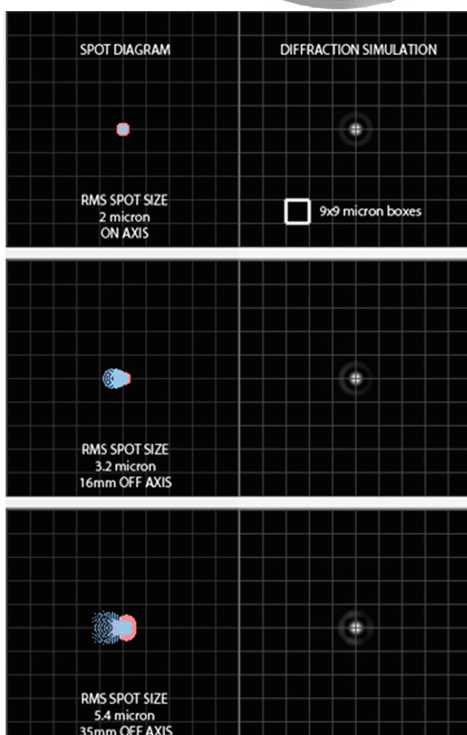 SPOT DIAGRAM
DIFFRACTION SIMULATION
RMS SPOT SIZE
2 micron
ON AXIS
9x9 micron boxes
RMS SPOT SIZE
3.2 micron
16mm OFF AXIS
RMS SPOT SIZE
5.4 micron
35mm OFF AXIS